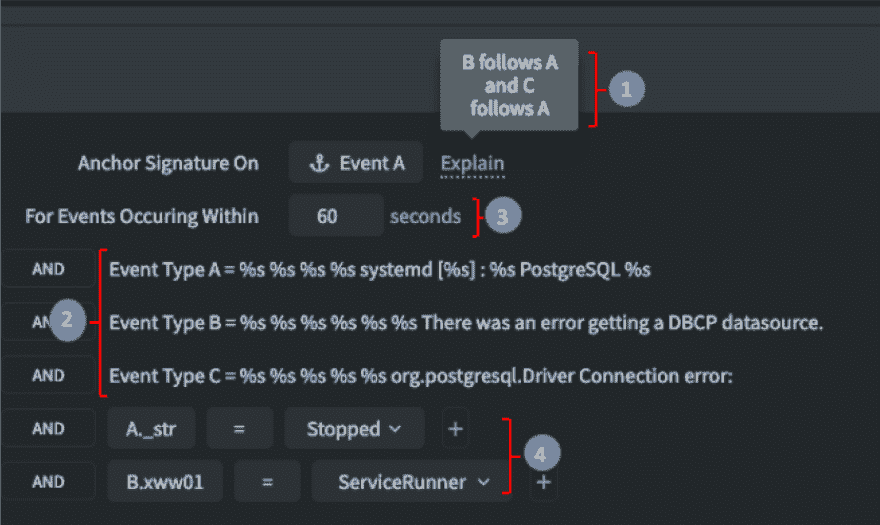 B follows A
and C
follows A
1
Anchor Signature On Event A Explain
For Events Occuring Within 60 seconds 3
AND Event Type A = %s %s %s %s systemd [%s] : %s PostgreSQL %s
2
AND Event Type B = %s %s %s %s %s %s There was an error getting a DBCP datasource.
AND Event Type C = %s %s %s %s %s org.postgresql.Driver Connection error:
AND A._str = Stopped +
4
AND B.xww01 = ServiceRunner +